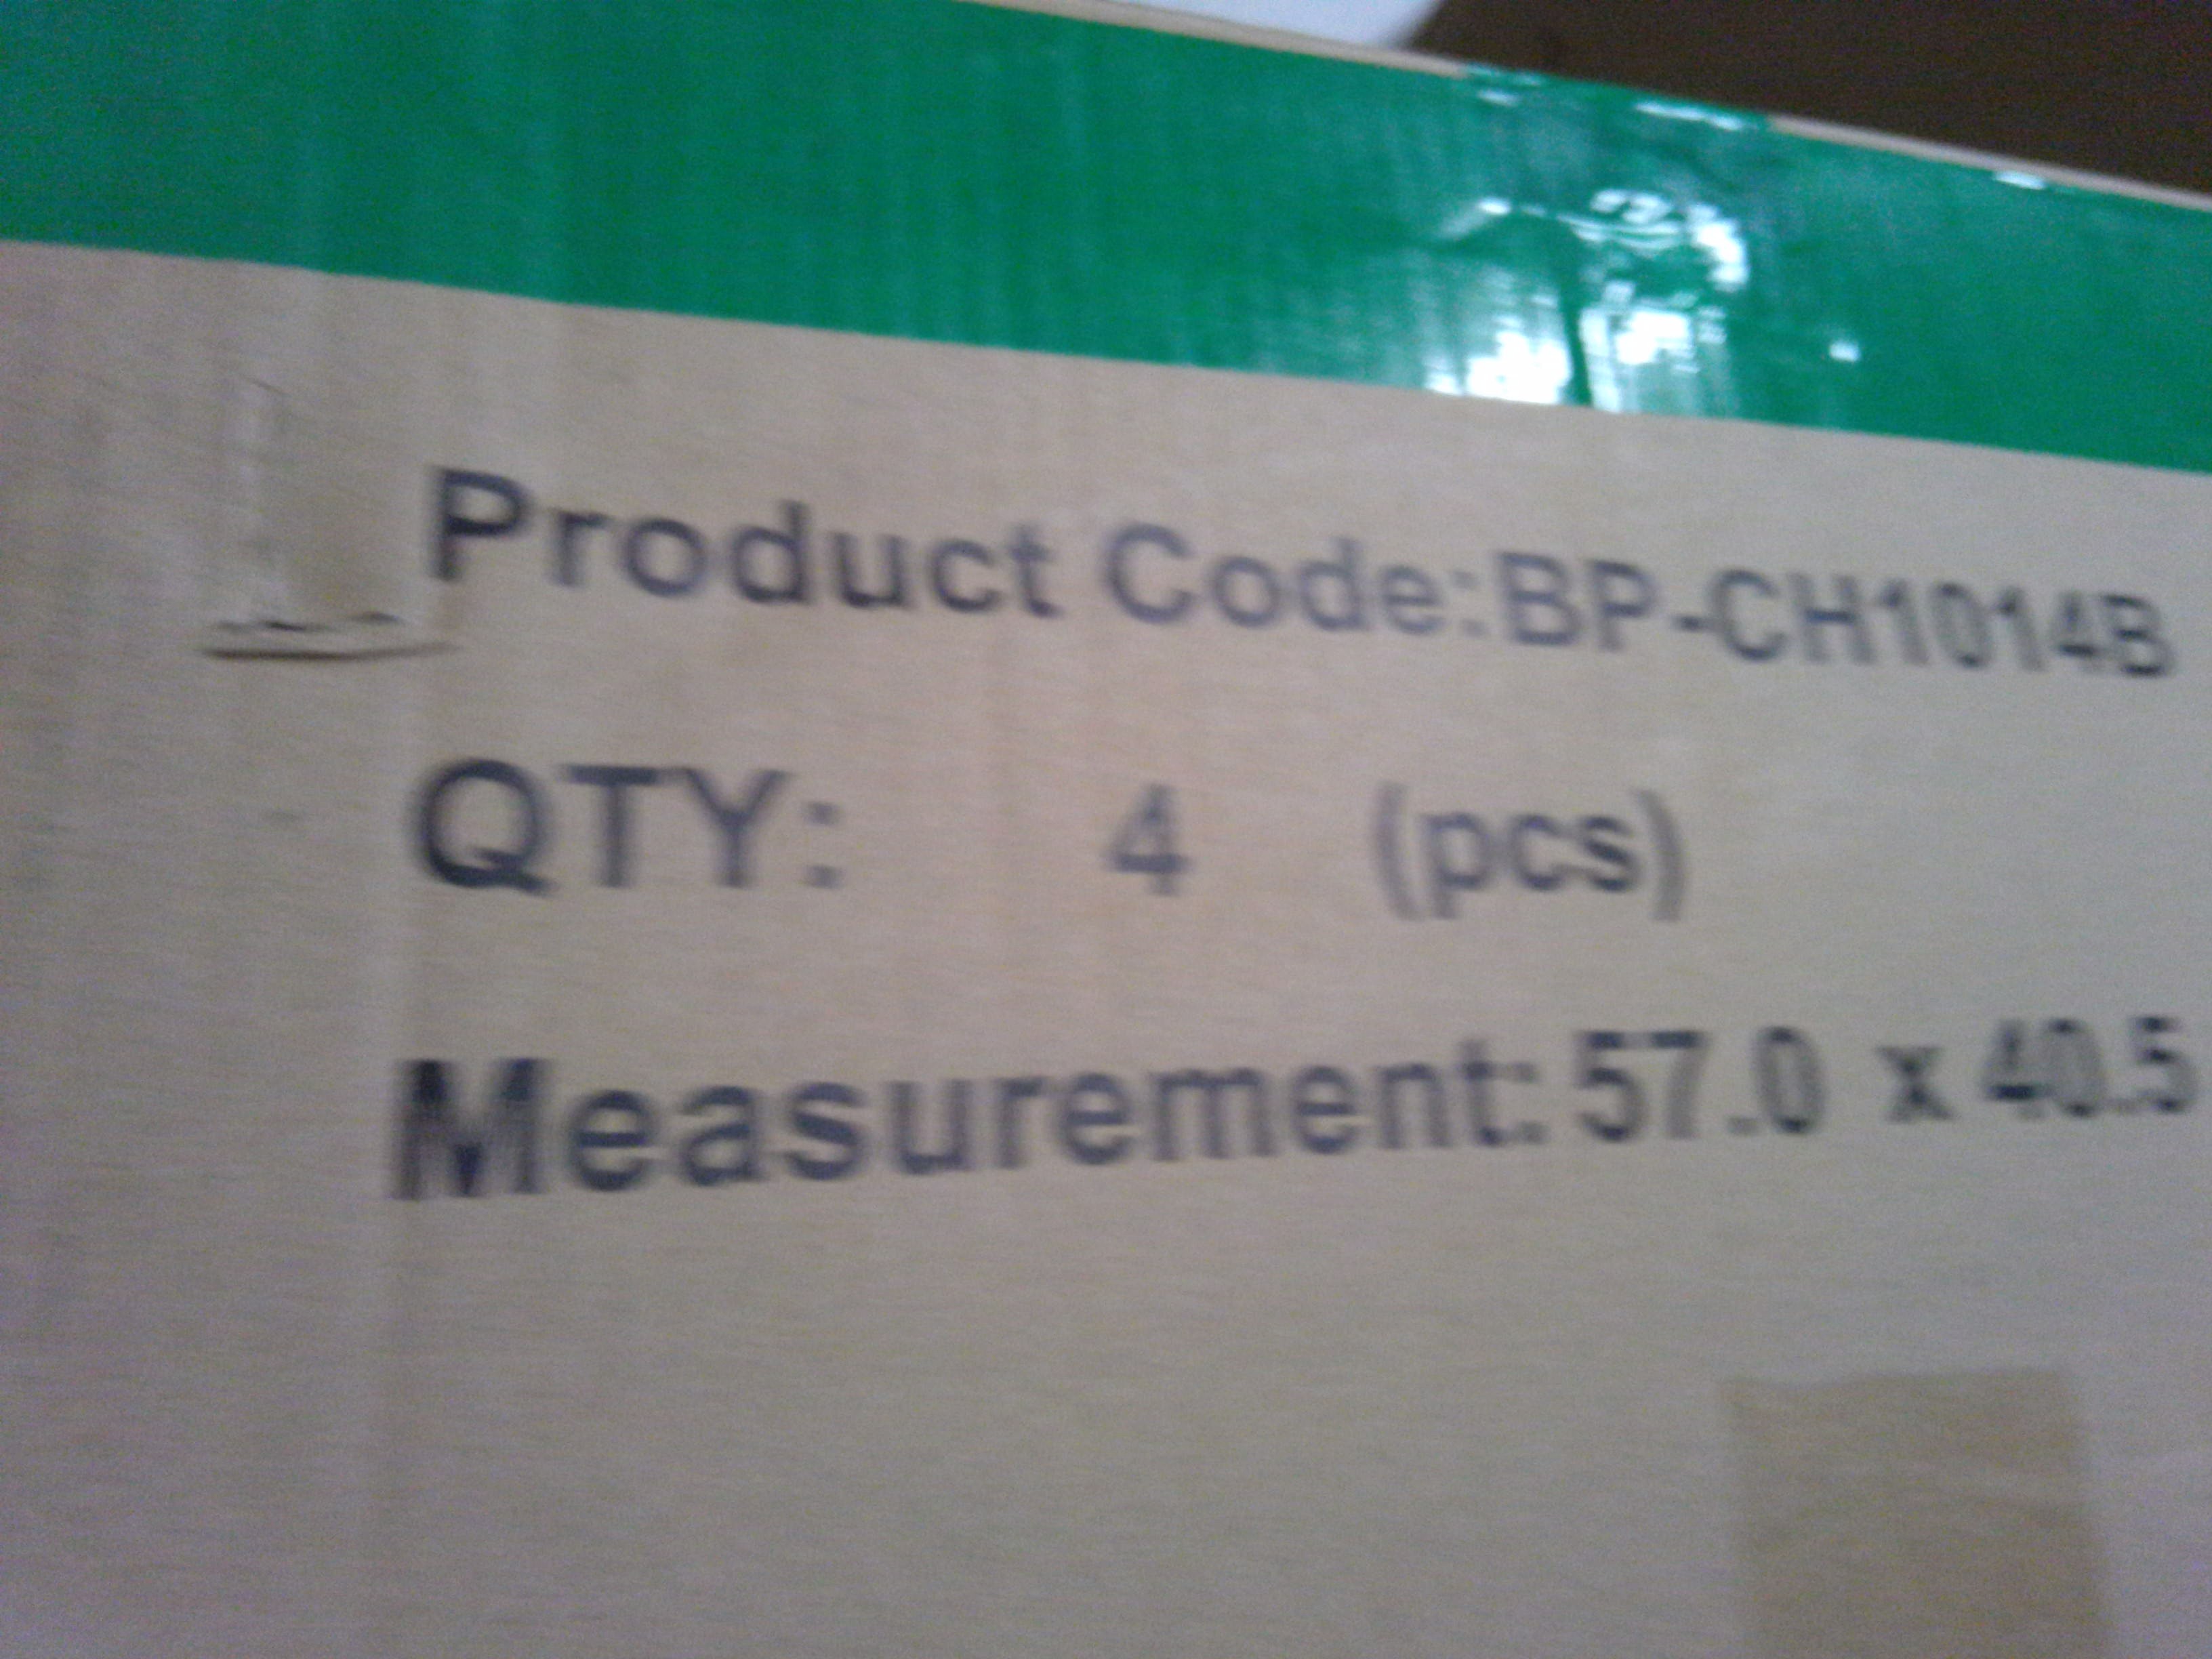 Product Code:BP-CH1014B
QTY: 4 (pcs)
Measurement: 57.0 x 40.5